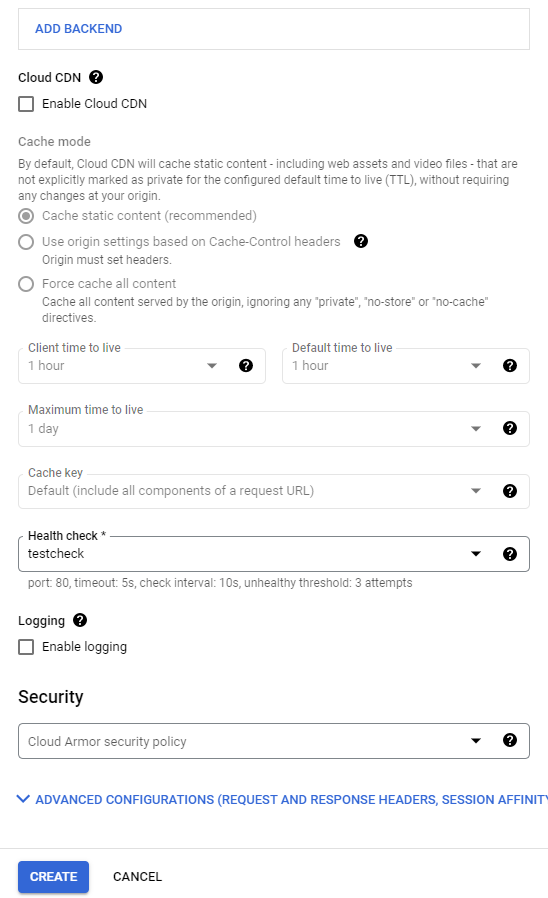 ADD BACKEND
Cloud CDN
Enable Cloud CDN
Cache mode
By default, Cloud CDN will cache static content - including web assets and video files - that are
not explicitly marked as private for the configured default time to live (TTL), without requiring
any changes at your origin.
Cache static content (recommended)
Use origin settings based on Cache-Control headers
Origin must set headers.
Force cache all content
Cache all content served by the origin, ignoring any "private", "no-store" or "no-cache"
directives.
Client time to live
1 hour
Default time to live
1 hour
Maximum time to live
1 day
Cache key
Default (include all components of a request URL)
Health check *
testcheck
port: 80, timeout: 5s, check interval: 10s, unhealthy threshold: 3 attempts
Logging
Enable logging
Security
Cloud Armor security policy
ADVANCED CONFIGURATIONS (REQUEST AND RESPONSE HEADERS, SESSION AFFINITY
CREATE
CANCEL